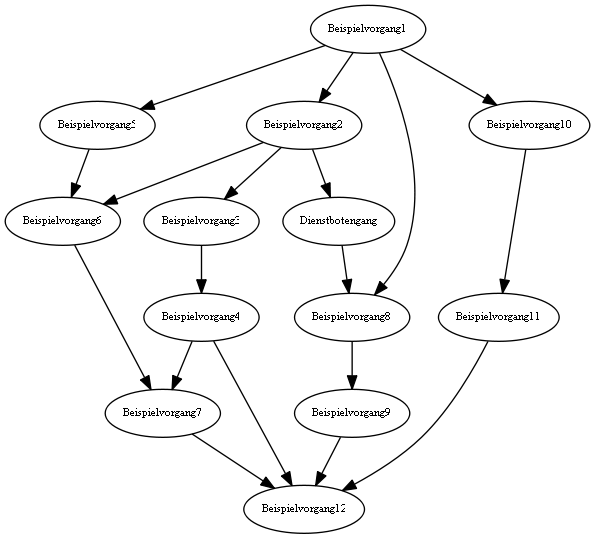 Beispielvorgang1
Beispielvorgang5
Beispielvorgang2
Beispielvorgang10
Beispielvorgang6
Beispielvorgang3
Dienstbotengang
Beispielvorgang4
Beispielvorgang8
Beispielvorgang11
Beispielvorgang7
Beispielvorgang9
Beispielvorgang12